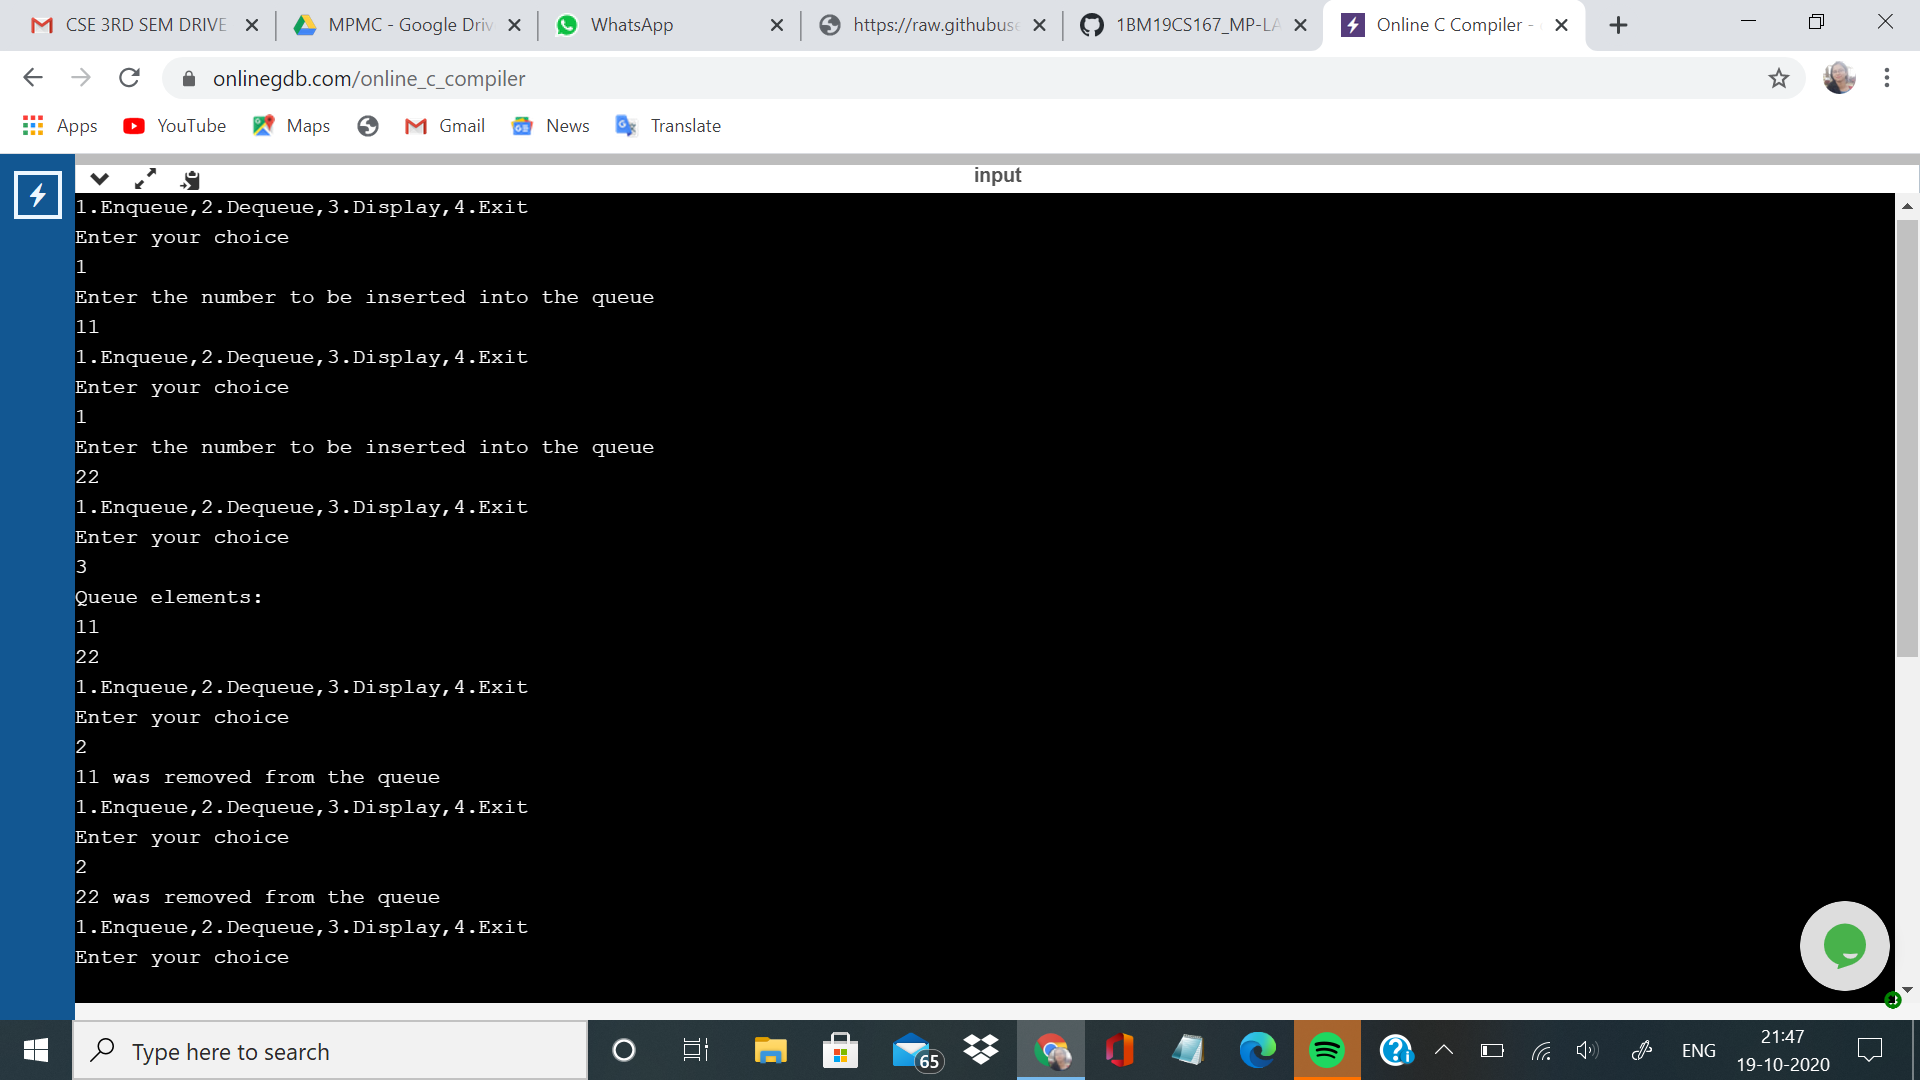 CSE 3RD SEM DRIVE
MPMC - Google Driv
WhatsApp
https://raw.githubuse
1BM19CS167_MP-LA
Online C Compiler -
onlinegdb.com/online_c_compiler
Apps
YouTube
Maps
Gmail
News
Translate
input
1.Enqueue,2.Dequeue,3.Display,4.Exit
Enter your choice
1
Enter the number to be inserted into the queue
11
1.Enqueue,2.Dequeue,3.Display,4.Exit
Enter your choice
1
Enter the number to be inserted into the queue
22
1.Enqueue,2.Dequeue,3.Display,4.Exit
Enter your choice
3
Queue elements:
11
22
1.Enqueue,2.Dequeue,3.Display,4.Exit
Enter your choice
2
11 was removed from the queue
1.Enqueue,2.Dequeue,3.Display,4.Exit
Enter your choice
2
22 was removed from the queue
1.Enqueue,2.Dequeue,3.Display,4.Exit
Enter your choice
Type here to search
65
ENG
21:47
19-10-2020